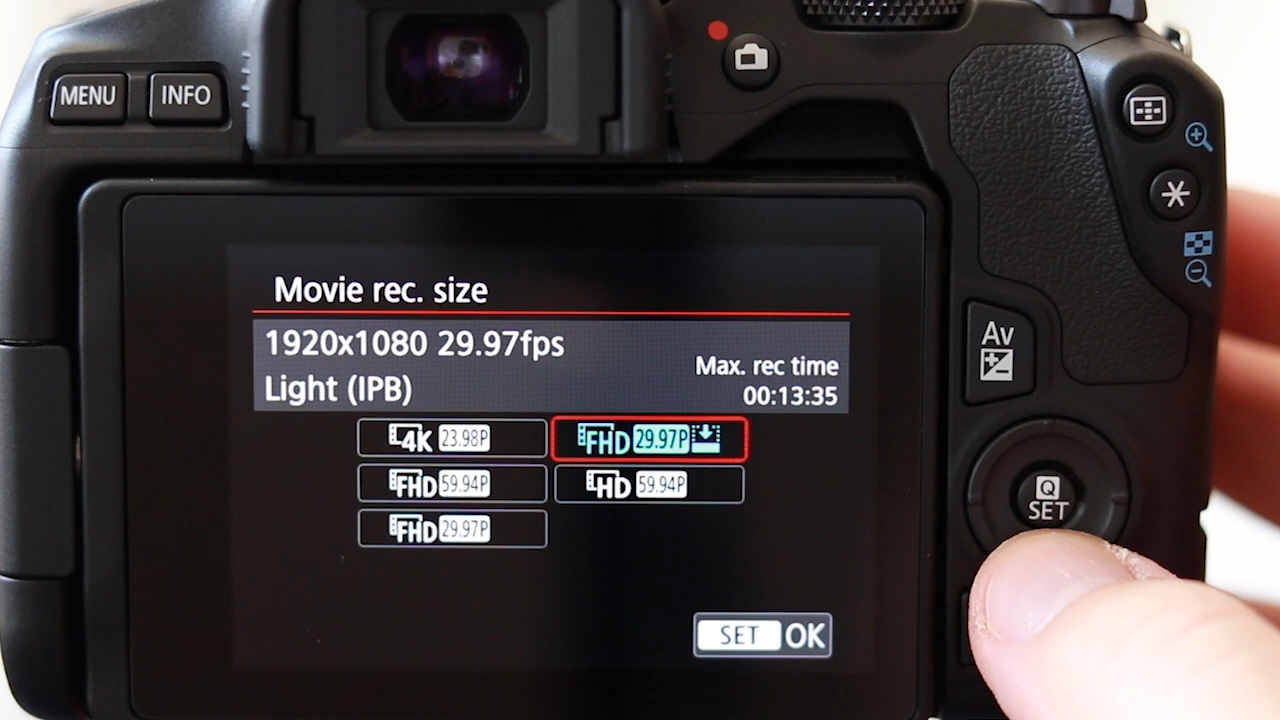 MENU INFO
Movie rec. size
1920x1080 29.97fps
Light (IPB)
Max. rec time
00:13:35
4K 23.98P
FHD 29.97P
FHD 59.94P
HD 59.94P
FHD 29.97P
SET OK
Av
Q
SET